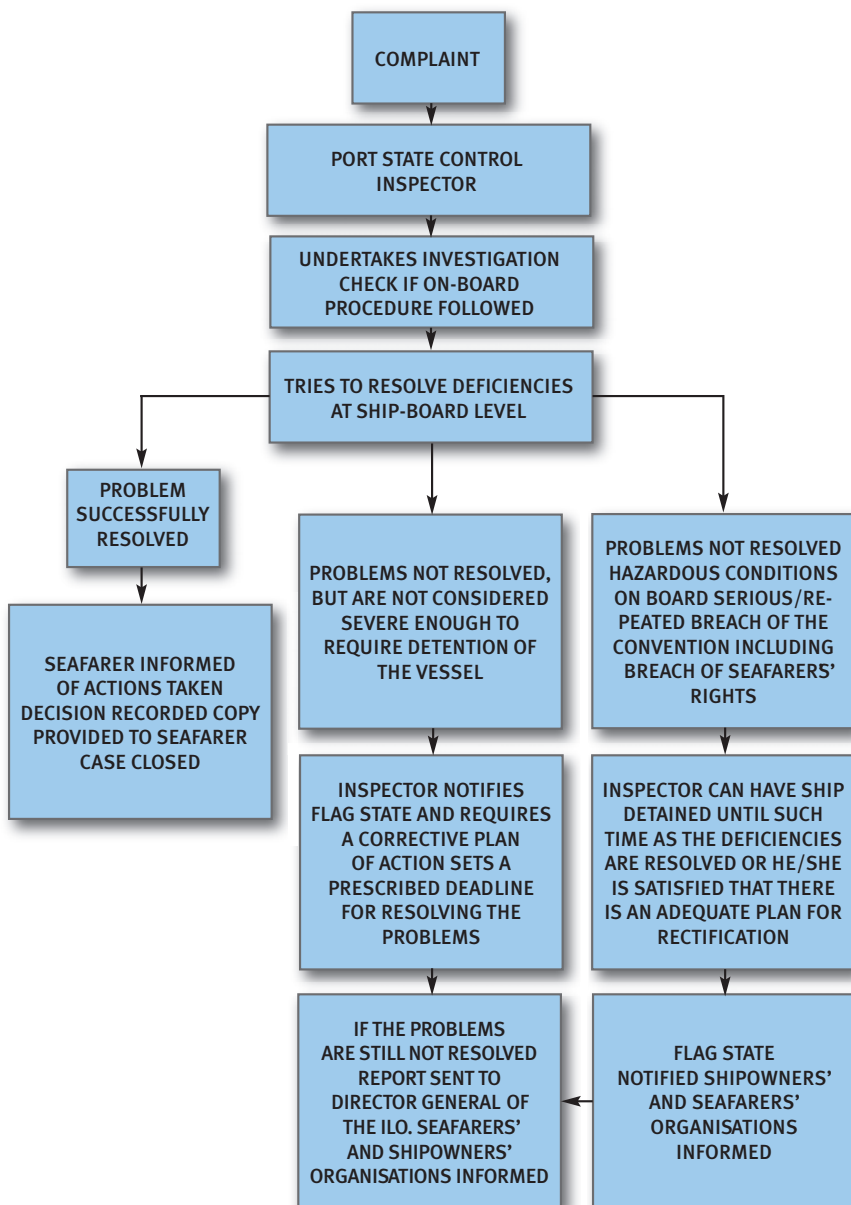 COMPLAINT
PORT STATE CONTROL
INSPECTOR
UNDERTAKES INVESTIGATION
CHECK IF ON-BOARD
PROCEDURE FOLLOWED
TRIES TO RESOLVE DEFICIENCIES
AT SHIP-BOARD LEVEL
PROBLEM
SUCCESSFULLY
RESOLVED
SEAFARER INFORMED
OF ACTIONS TAKEN
DECISION RECORDED COPY
PROVIDED TO SEAFARER
CASE CLOSED
PROBLEMS NOT RESOLVED,
BUT ARE NOT CONSIDERED
SEVERE ENOUGH TO
REQUIRE DETENTION OF
THE VESSEL
INSPECTOR NOTIFIES
FLAG STATE AND REQUIRES
A CORRECTIVE PLAN
OF ACTION SETS A
PRESCRIBED DEADLINE
FOR RESOLVING THE
PROBLEMS
IF THE PROBLEMS
ARE STILL NOT RESOLVED
REPORT SENT TO
DIRECTOR GENERAL OF
THE ILO. SEAFARERS’
AND SHIPOWNERS’
ORGANISATIONS INFORMED
PROBLEMS NOT RESOLVED
HAZARDOUS CONDITIONS
ON BOARD SERIOUS/RE-
PEATED BREACH OF THE
CONVENTION INCLUDING
BREACH OF SEAFARERS’
RIGHTS
INSPECTOR CAN HAVE SHIP
DETAINED UNTIL SUCH
TIME AS THE DEFICIENCIES
ARE RESOLVED OR HE/SHE
IS SATISFIED THAT THERE
IS AN ADEQUATE PLAN FOR
RECTIFICATION
FLAG STATE
NOTIFIED SHIPOWNERS’
AND SEAFARERS’
ORGANISATIONS
INFORMED